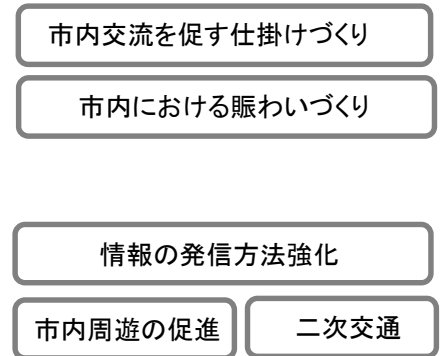 市内交流を促す仕掛けづくり
市内における賑わいづくり
情報の発信方法強化
市内周遊の促進
二次交通